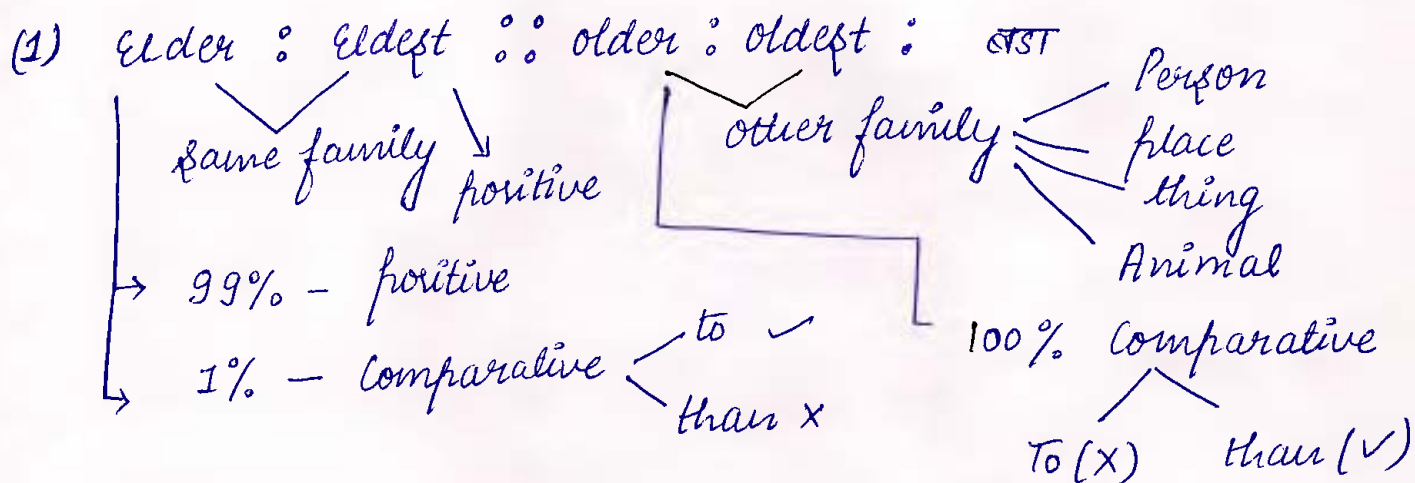 (1) Elder : Eldest :: older : oldest : बडा
Person
same family other family place
positive thing
Animal
99% - positive
1% - Comparative to ✓ 100% Comparative
than x
To (X) than (✓)